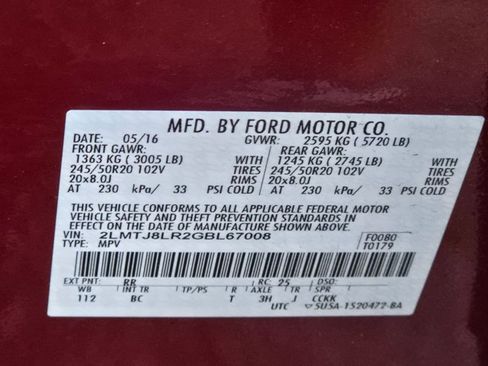 MFD. BY FORD MOTOR CO.
DATE: 05/16 GVWR: 2595 KG ( 5720 LB)
FRONT GAWR: REAR GAWR:
1363 KG ( 3005 LB) WITH 1245 KG ( 2745 LB) WITH
245/50R20 102V TIRES 245/50R20 102V TIRES
20x8.0J RIMS 20x8.0J RIMS
AT 230 kPa/ 33 PSI COLD AT 230 kPa/ 33 PSI COLD
THIS VEHICLE CONFORMS TO ALL APPLICABLE FEDERAL MOTOR
VEHICLE SAFETY AND THEFT PREVENTION STANDARDS IN
EFFECT ON THE DATE OF MANUFACTURE SHOWN ABOVE.
VIN: 2LMTJ8LR2GBL67008 F0080
TYPE: MPV T0179
EXT PNT: RR RC: 25 DSO:
WB INT TR TP/PS R AXLE TR SPR
112 BC T 3H J CCKK
UTC 5U5A-1520472-BA